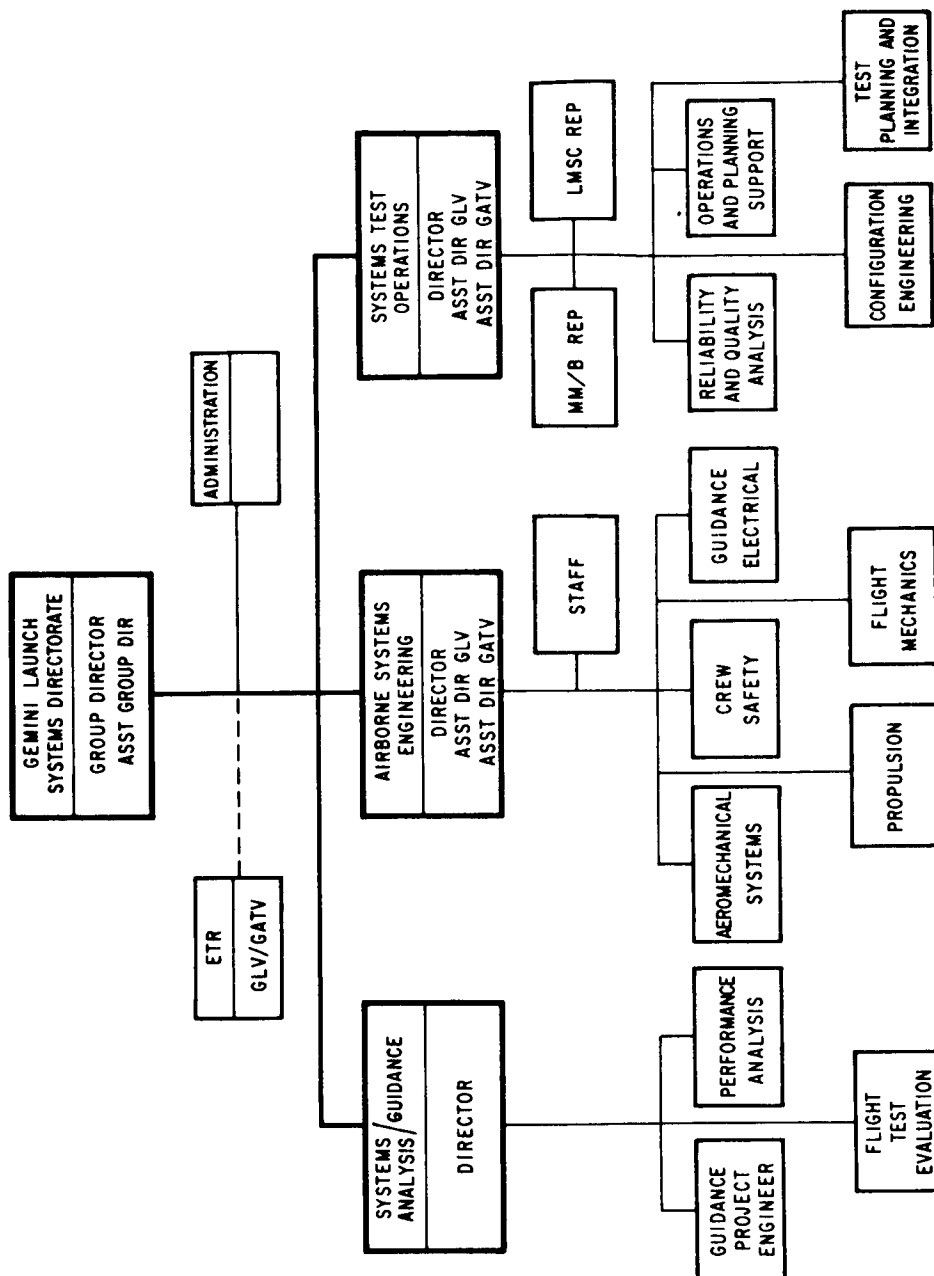 GEMINI LAUNCH
SYSTEMS DIRECTORATE
GROUP DIRECTOR
ASST GROUP DIR
ETR
GLV/GATV
ADMINISTRATION
SYSTEMS/GUIDANCE
ANALYSIS/
DIRECTOR
AIRBORNE SYSTEMS
ENGINEERING
DIRECTOR
ASST DIR GLV
ASST DIR GATV
SYSTEMS TEST
OPERATIONS
DIRECTOR
ASST DIR GLV
ASST DIR GATV
STAFF
MM/B REP
LMSC REP
GUIDANCE
PROJECT
ENGINEER
PERFORMANCE
ANALYSIS
FLIGHT
TEST
EVALUATION
AEROMECHANICAL
SYSTEMS
CREW
SAFETY
GUIDANCE
ELECTRICAL
PROPULSION
FLIGHT
MECHANICS
RELIABILITY
AND QUALITY
ANALYSIS
OPERATIONS
AND PLANNING
SUPPORT
CONFIGURATION
ENGINEERING
TEST
PLANNING AND
INTEGRATION